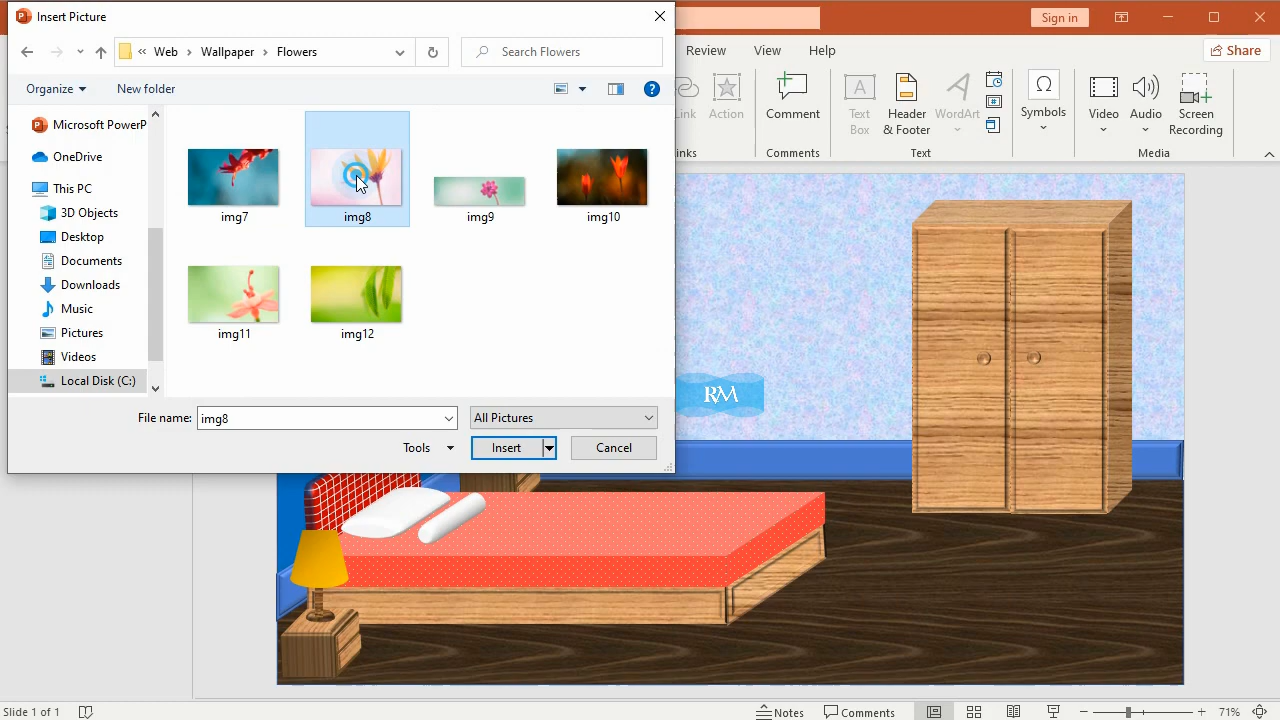 Insert Picture
Sign in
« Web › Wallpaper › Flowers
Search Flowers
Review View Help
Share
Organize New folder
Microsoft PowerP
OneDrive
This PC
3D Objects
Desktop
Documents
Downloads
Music
Pictures
Videos
Local Disk (C:)
img7 img8 img9 img10
img11 img12
File name: img8
All Pictures
Tools Insert Cancel
Link Action
Comment
Text Box
Header & Footer
WordArt
Symbols
Video Audio Screen Recording
Comments Text Media
RM
Slide 1 of 1
Notes Comments 71%